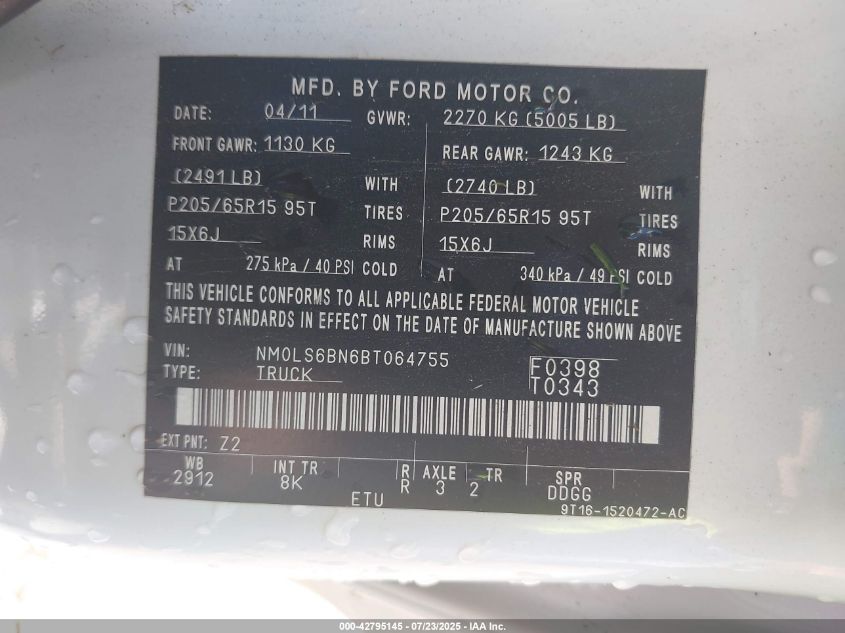 MFD. BY FORD MOTOR CO.
DATE: 04/11 GVWR: 2270 KG (5005 LB)
FRONT GAWR: 1130 KG REAR GAWR: 1243 KG
(2491 LB) WITH (2740 LB) WITH
P205/65R15 95T TIRES P205/65R15 95T TIRES
15X6J RIMS 15X6J RIMS
AT 275 kPa / 40 PSI COLD AT 340 kPa / 49 PSI COLD
THIS VEHICLE CONFORMS TO ALL APPLICABLE FEDERAL MOTOR VEHICLE
SAFETY STANDARDS IN EFFECT ON THE DATE OF MANUFACTURE SHOWN ABOVE
VIN: NM0LS6BN6BT064755 F0398
TYPE: TRUCK T0343
EXT PNT: Z2
WB INT TR R AXLE TR SPR
2912 8K R 3 2 DDGG
ETU 9T16-1520472-AC
000-42795145 - 07/23/2025 - IAA Inc.